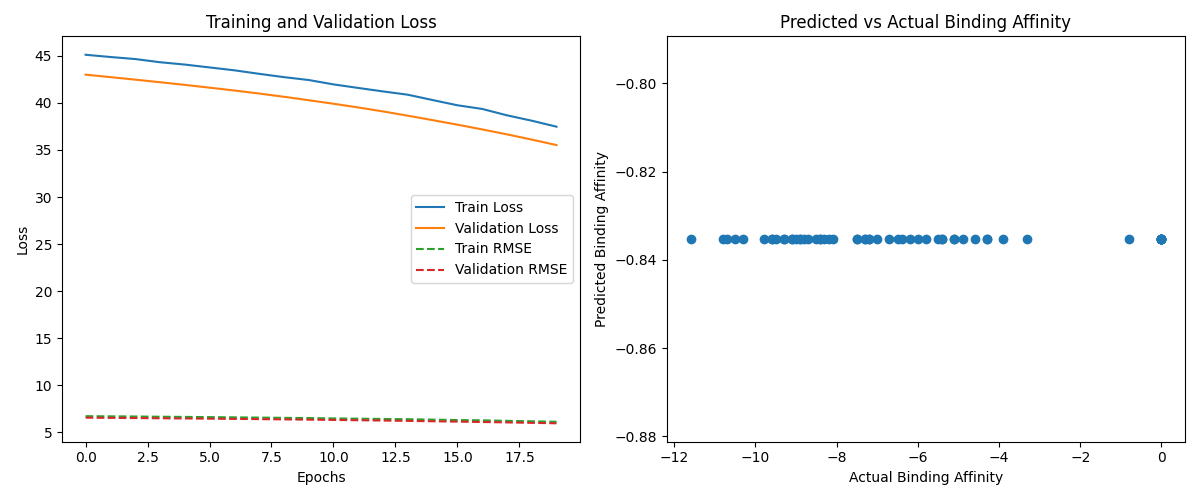 Training and Validation Loss
45
40
35
30
25
20
15
10
5
Loss
Train Loss
Validation Loss
Train RMSE
Validation RMSE
0.0 2.5 5.0 7.5 10.0 12.5 15.0 17.5
Epochs
Predicted vs Actual Binding Affinity
−0.80
−0.82
−0.84
−0.86
−0.88
Predicted Binding Affinity
−12 −10 −8 −6 −4 −2 0
Actual Binding Affinity